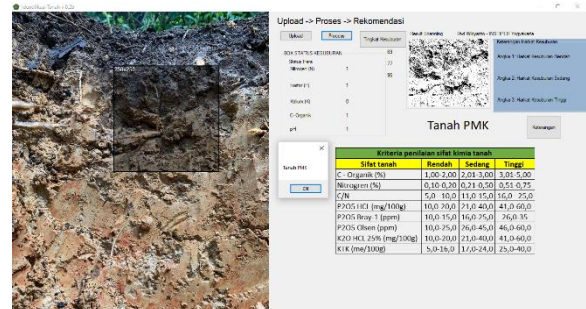 Identifikasi Tanah v 0.2b
Upload -> Proses -> Rekomendasi
Upload
Process
Tingkat Kesuburan
BOX STATUS KESUBURAN
Status Hara
Nitrogen (N) 1
1
Kalium (K)
C-Organik 1
pH 1
Tanah PMK
Keterangan
Angka 1: Harkat Kesuburan Rendah
Angka 2: Harkat Kesuburan Sedang
Angka 3: Harkat Kesuburan Tinggi
Tanah PMK
OK
Kriteria penilaian sifat kimia tanah
Sifat tanah Rendah Sedang Tinggi
C - Organik (%) 1,00-2,00 2,01-3,00 3,01-5,00
Nitrogren (%) 0,10-0,20 0,21-0,50 0,51-0,75
C/N 5,0 - 10,0 11,0-15,0 16,0 - 25,0
P2O5 HCL (mg/100g) 10,0-20,0 21,0-40,0 41,0-60,0
P2O5 Bray-1 (ppm) 10,0-15,0 16,0-25,0 26,0-35
P2O5 Olsen (ppm) 10,0-25,0 26,0-45,0 46,0-60,0
K2O HCL 25% (mg/100g) 10,0-20,0 21,0-40,0 41,0-60,0
KTK (me/100g) 5,0-16,0 17,0-24,0 25,0-40,0